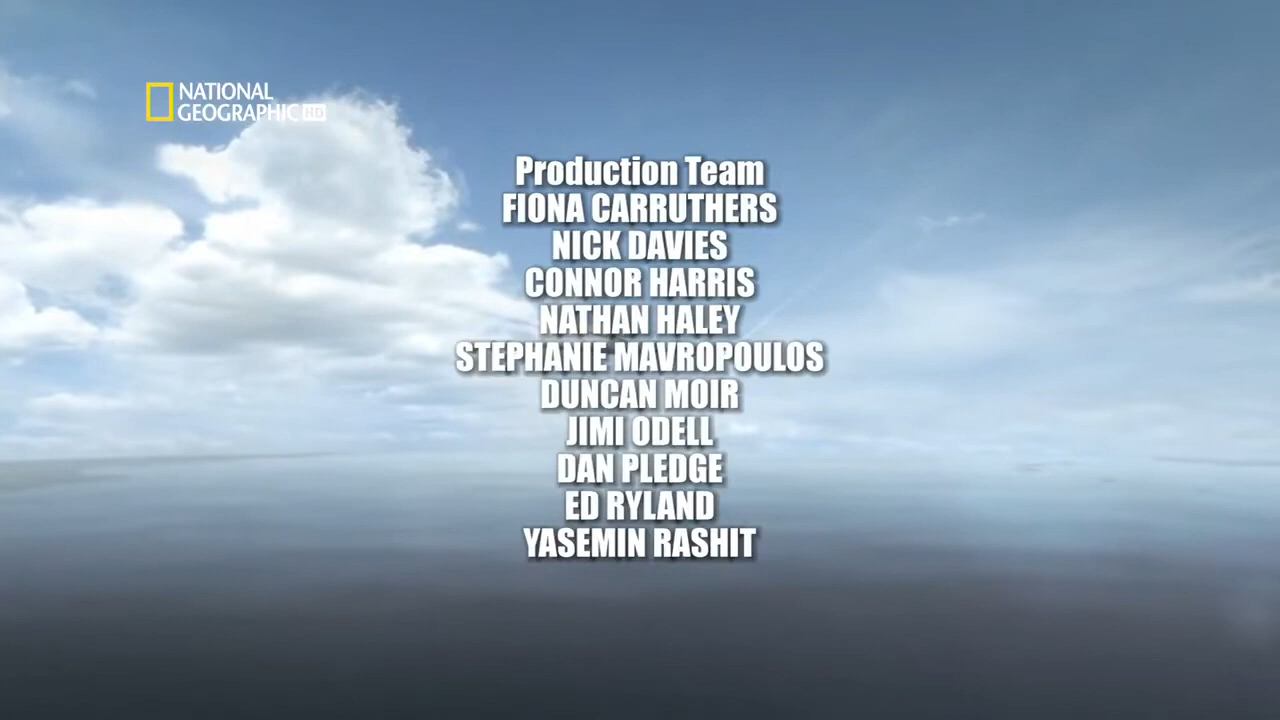 NATIONAL
GEOGRAPHIC HD
Production Team
FIONA CARRUTHERS
NICK DAVIES
CONNOR HARRIS
NATHAN HALEY
STEPHANIE MAVROPOULOS
DUNCAN MOIR
JIMI ODELL
DAN PLEDGE
ED RYLAND
YASEMIN RASHIT